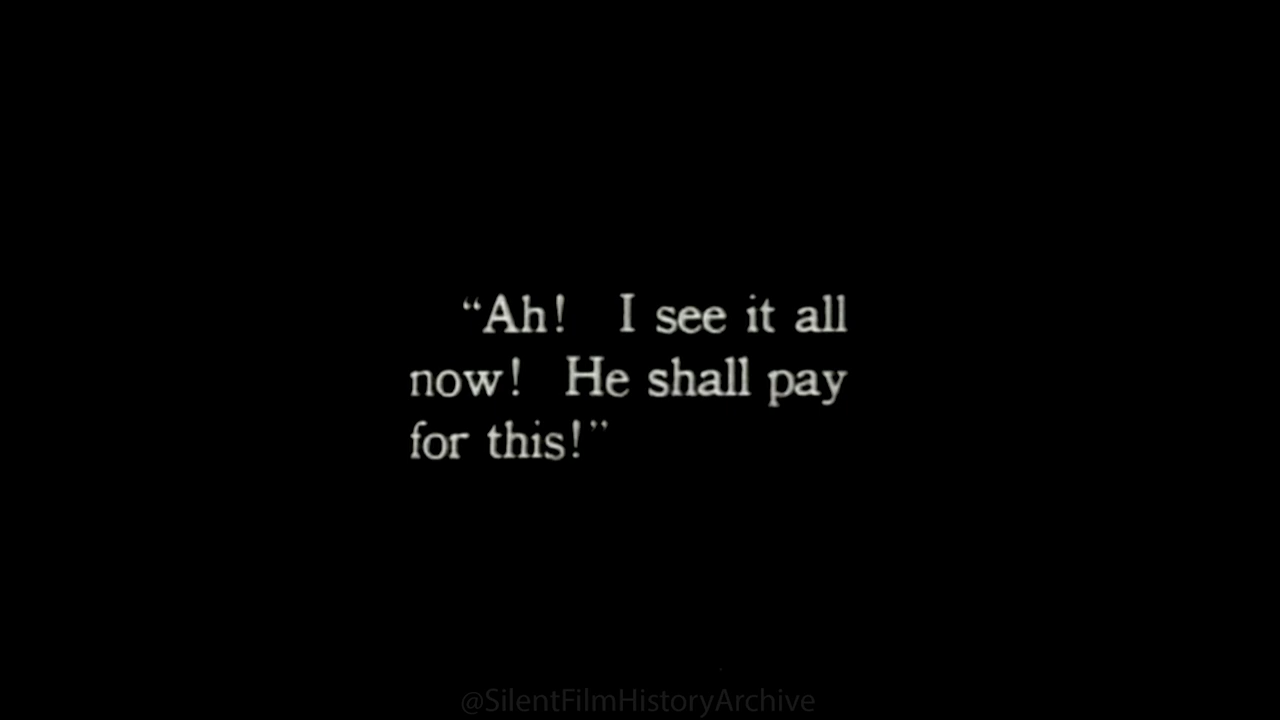 “Ah! I see it all
now! He shall pay
for this!”
@SilentFilmHistoryArchive